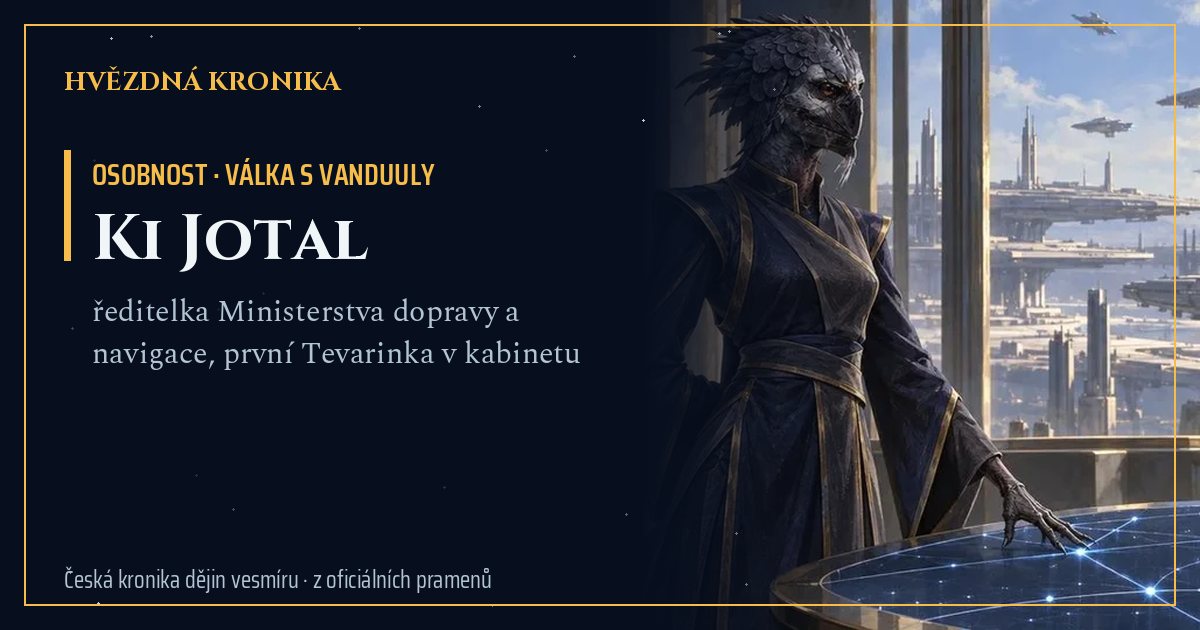 HVĚZDNÁ KRONIKA
OSOBNOST · VÁLKA S VANDUULY
KI JOTAL
ředitelka Ministerstva dopravy a
navigace, první Tevarinka v kabinetu
Česká kronika dějin vesmíru · z oficiálních pramenů